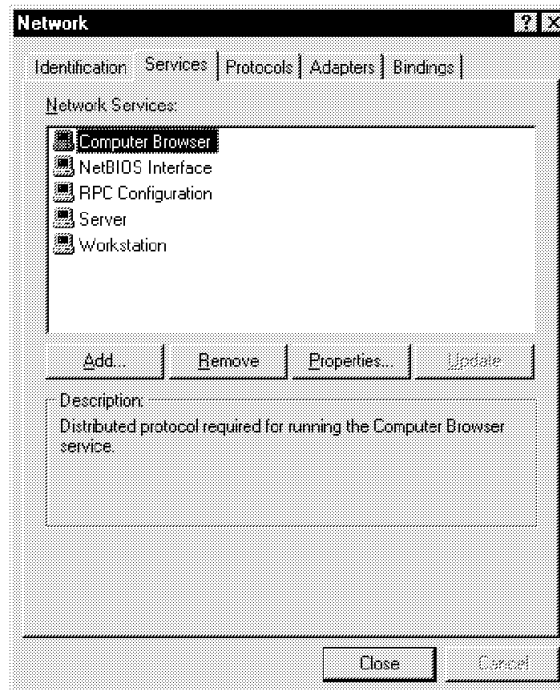 Network
Identification Services Protocols Adapters Bindings
Network Services:
Computer Browser
NetBIOS Interface
RPC Configuration
Server
Workstation
Add... Remove Properties... Update
Description:
Distributed protocol required for running the Computer Browser
service.
Close Cancel